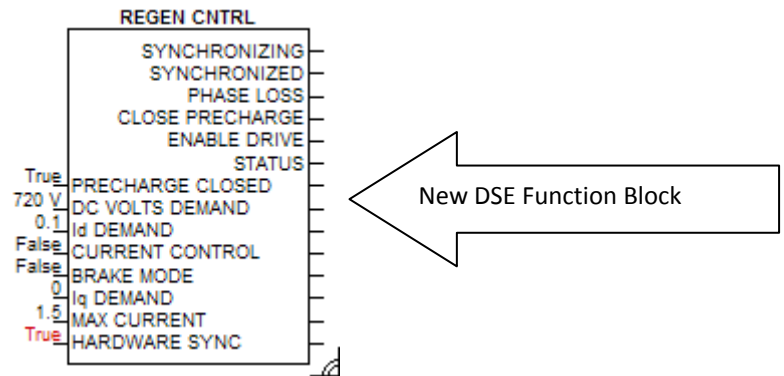 REGEN CNTRL
SYNCHRONIZING
SYNCHRONIZED
PHASE LOSS
CLOSE PRECHARGE
ENABLE DRIVE
STATUS
True PRECHARGE CLOSED
720 V DC VOLTS DEMAND
0.1 Id DEMAND
False CURRENT CONTROL
False BRAKE MODE
0 Iq DEMAND
1.5 MAX CURRENT
True HARDWARE SYNC
New DSE Function Block